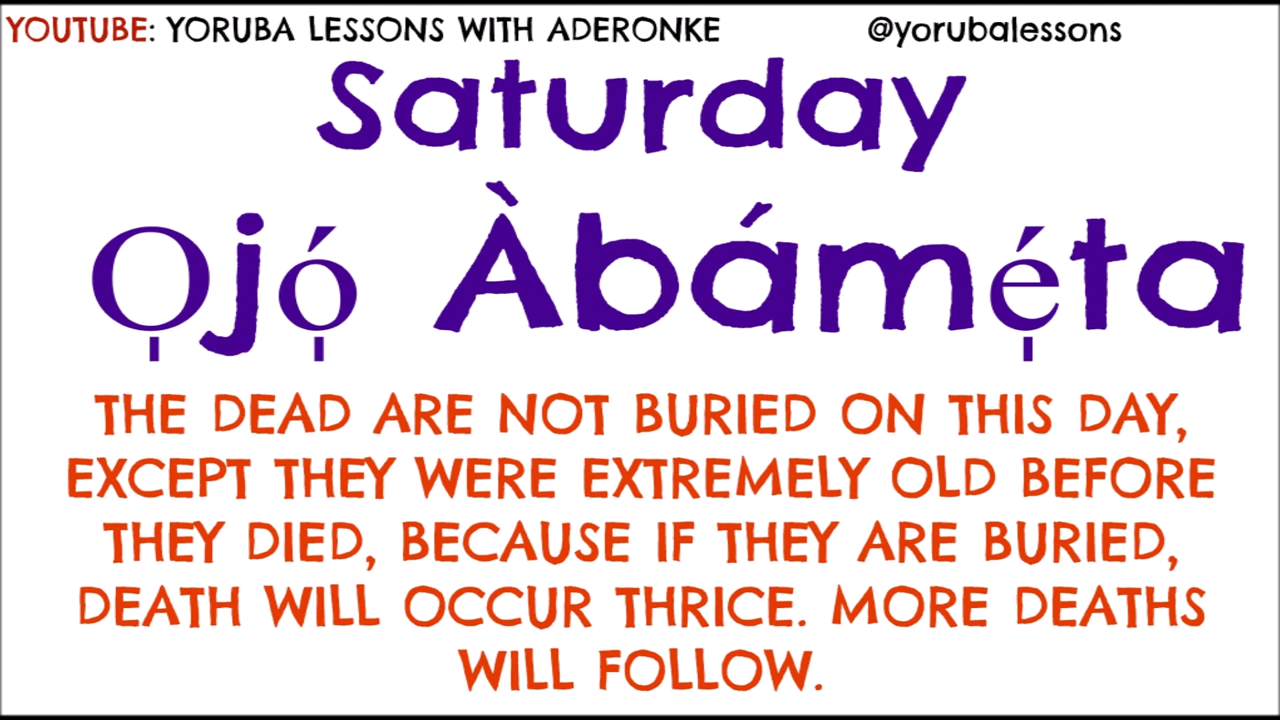 YOUTUBE: YORUBA LESSONS WITH ADERONKE @yorubalessons
Saturday
Ọjọ́ Àbámẹ́ta
THE DEAD ARE NOT BURIED ON THIS DAY,
EXCEPT THEY WERE EXTREMELY OLD BEFORE
THEY DIED, BECAUSE IF THEY ARE BURIED,
DEATH WILL OCCUR THRICE. MORE DEATHS
WILL FOLLOW.